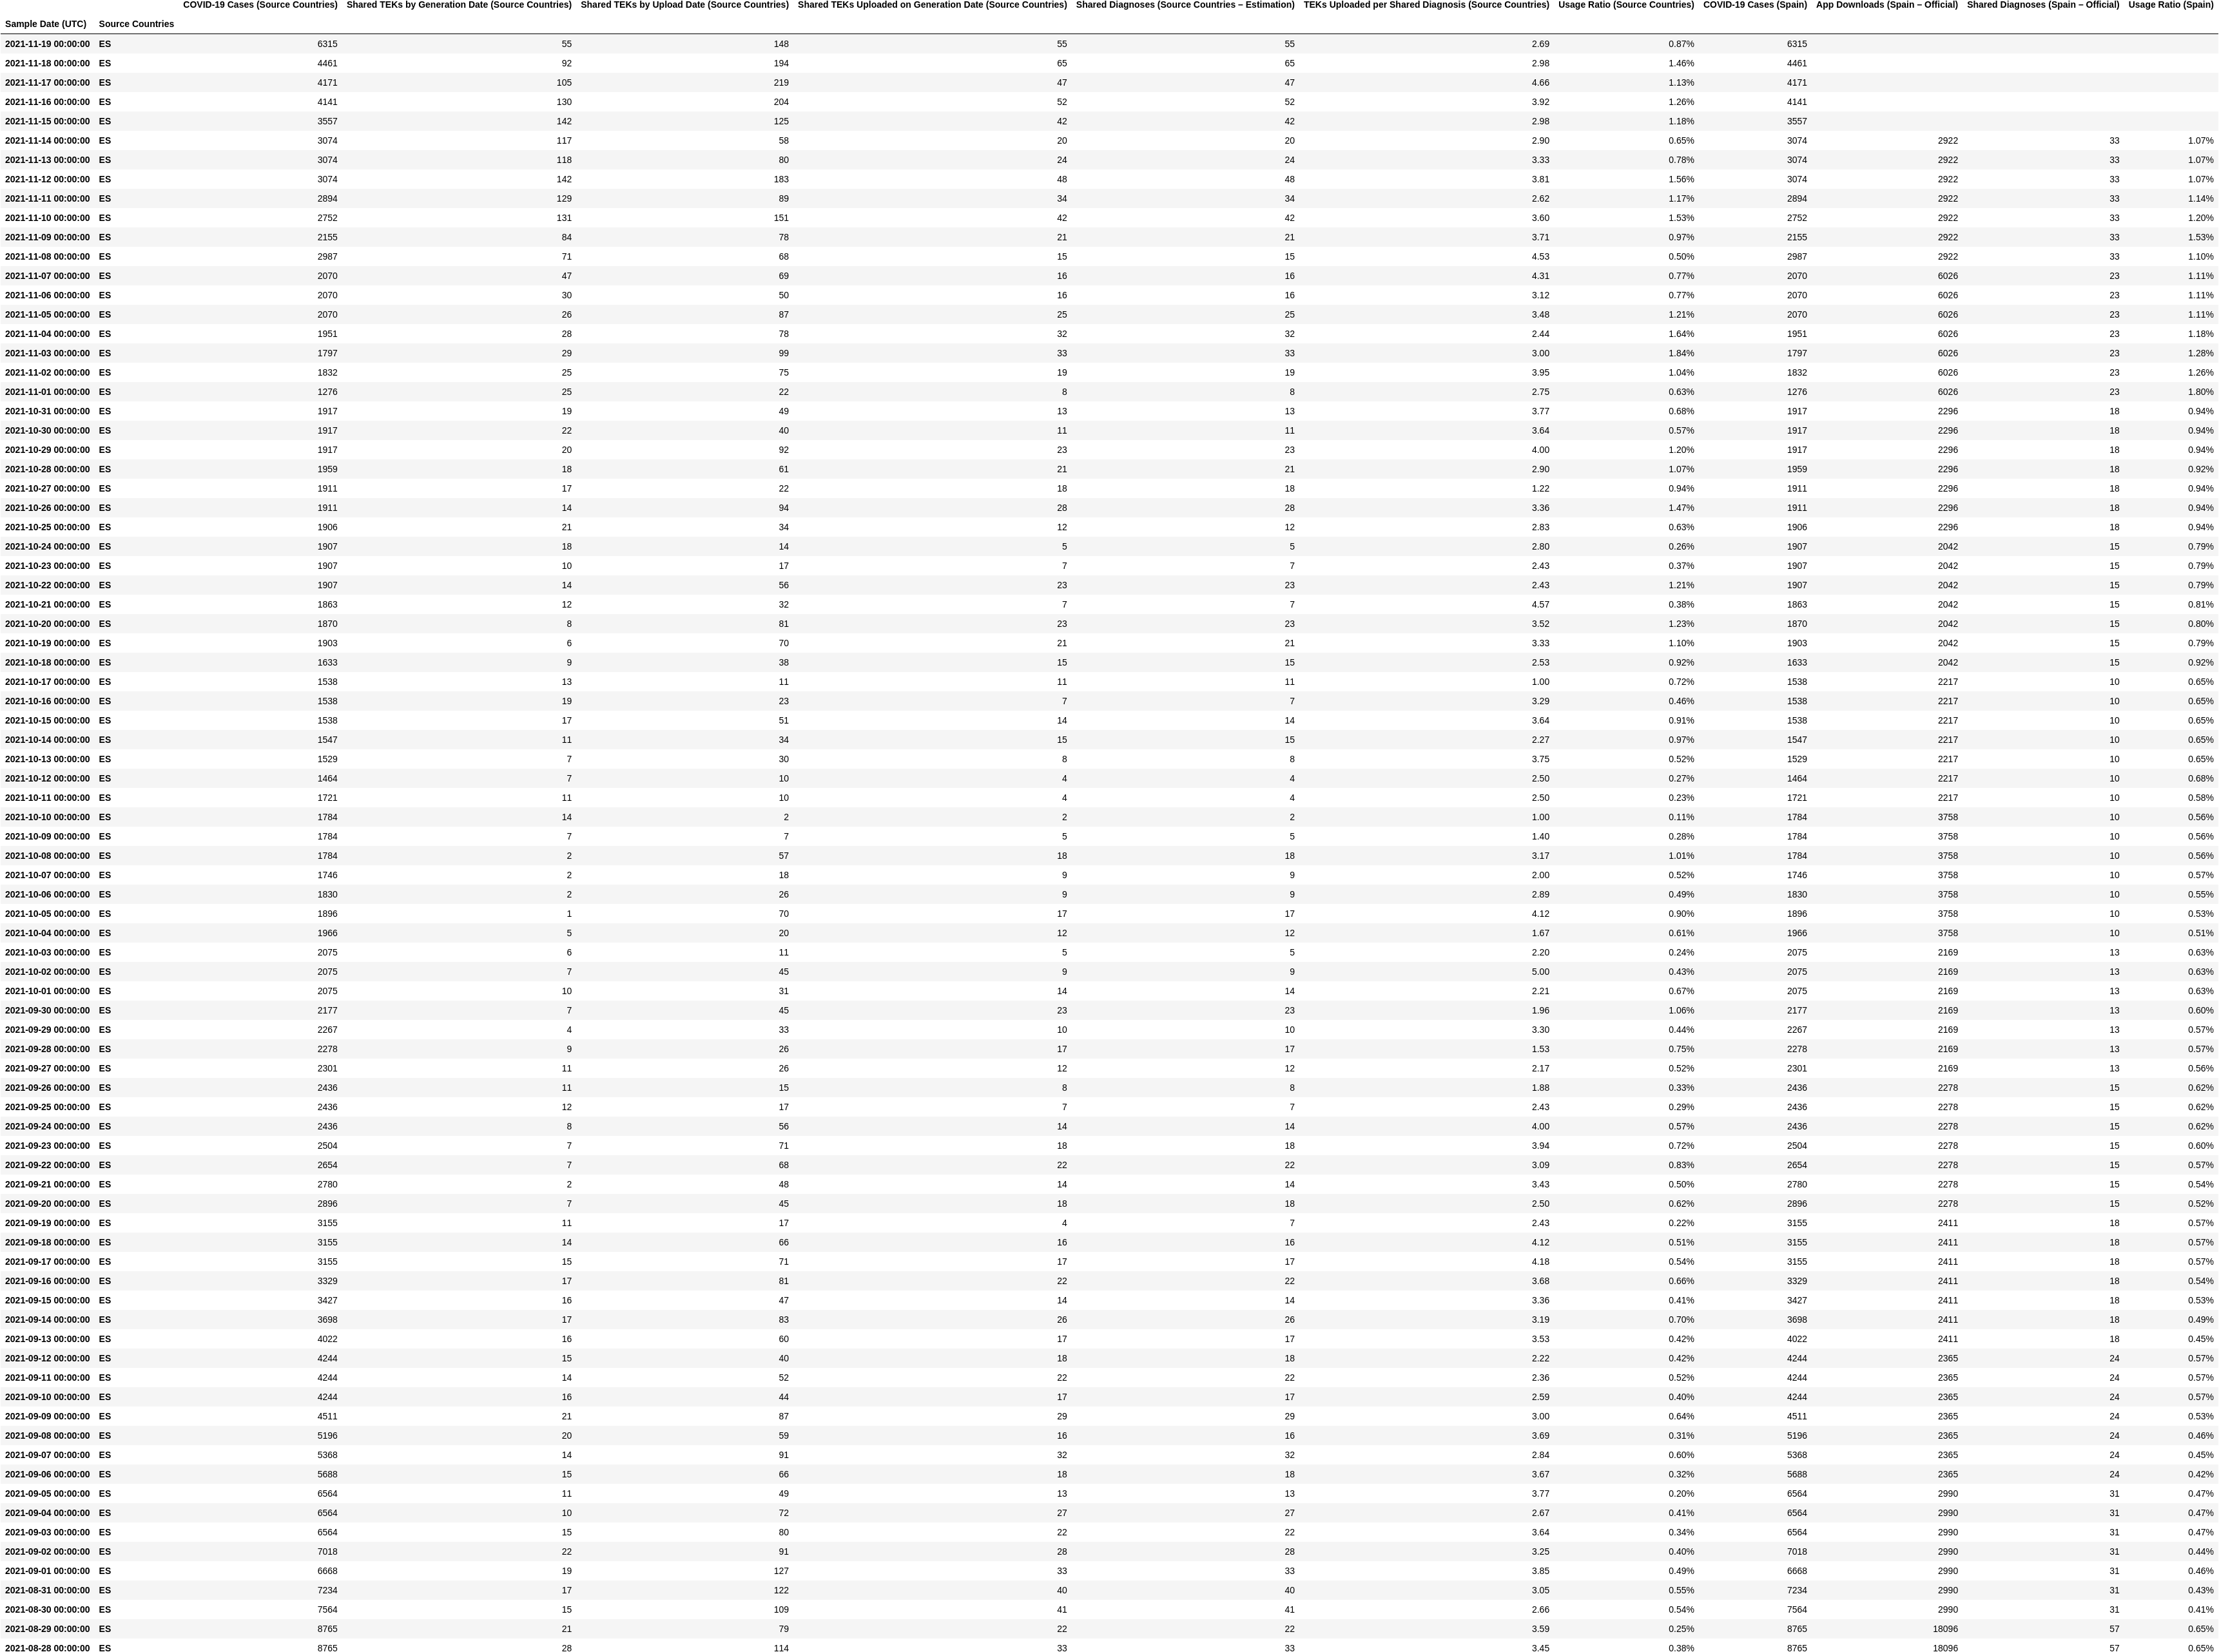 COVID-19 Cases (Source Countries) Shared TEKs by Generation Date (Source Countries) Shared TEKs by Upload Date (Source Countries) Shared TEKs Uploaded on Generation Date (Source Countries) Shared Diagnoses (Source Countries – Estimation) TEKs Uploaded per Shared Diagnosis (Source Countries) Usage Ratio (Source Countries) COVID-19 Cases (Spain) App Downloads (Spain – Official) Shared Diagnoses (Spain – Official) Usage Ratio (Spain)
Sample Date (UTC) Source Countries
2021-11-19 00:00:00 ES 6315 55 148 55 55 2.69 0.87% 6315
2021-11-18 00:00:00 ES 4461 92 194 65 65 2.98 1.46% 4461
2021-11-17 00:00:00 ES 4171 105 219 47 47 4.66 1.13% 4171
2021-11-16 00:00:00 ES 4141 130 204 52 52 3.92 1.26% 4141
2021-11-15 00:00:00 ES 3557 142 125 42 42 2.98 1.18% 3557
2021-11-14 00:00:00 ES 3074 117 58 20 20 2.90 0.65% 3074 2922 33 1.07%
2021-11-13 00:00:00 ES 3074 118 80 24 24 3.33 0.78% 3074 2922 33 1.07%
2021-11-12 00:00:00 ES 3074 142 183 48 48 3.81 1.56% 3074 2922 33 1.07%
2021-11-11 00:00:00 ES 2894 129 89 34 34 2.62 1.17% 2894 2922 33 1.14%
2021-11-10 00:00:00 ES 2752 131 151 42 42 3.60 1.53% 2752 2922 33 1.20%
2021-11-09 00:00:00 ES 2155 84 78 21 21 3.71 0.97% 2155 2922 33 1.53%
2021-11-08 00:00:00 ES 2987 71 68 15 15 4.53 0.50% 2987 2922 33 1.10%
2021-11-07 00:00:00 ES 2070 47 69 16 16 4.31 0.77% 2070 6026 23 1.11%
2021-11-06 00:00:00 ES 2070 30 50 16 16 3.12 0.77% 2070 6026 23 1.11%
2021-11-05 00:00:00 ES 2070 26 87 25 25 3.48 1.21% 2070 6026 23 1.11%
2021-11-04 00:00:00 ES 1951 28 78 32 32 2.44 1.64% 1951 6026 23 1.18%
2021-11-03 00:00:00 ES 1797 29 99 33 33 3.00 1.84% 1797 6026 23 1.28%
2021-11-02 00:00:00 ES 1832 25 75 19 19 3.95 1.04% 1832 6026 23 1.26%
2021-11-01 00:00:00 ES 1276 25 22 8 8 2.75 0.63% 1276 6026 23 1.80%
2021-10-31 00:00:00 ES 1917 19 49 13 13 3.77 0.68% 1917 2296 18 0.94%
2021-10-30 00:00:00 ES 1917 22 40 11 11 3.64 0.57% 1917 2296 18 0.94%
2021-10-29 00:00:00 ES 1917 20 92 23 23 4.00 1.20% 1917 2296 18 0.94%
2021-10-28 00:00:00 ES 1959 18 61 21 21 2.90 1.07% 1959 2296 18 0.92%
2021-10-27 00:00:00 ES 1911 17 22 18 18 1.22 0.94% 1911 2296 18 0.94%
2021-10-26 00:00:00 ES 1911 14 94 28 28 3.36 1.47% 1911 2296 18 0.94%
2021-10-25 00:00:00 ES 1906 21 34 12 12 2.83 0.63% 1906 2296 18 0.94%
2021-10-24 00:00:00 ES 1907 18 14 5 5 2.80 0.26% 1907 2042 15 0.79%
2021-10-23 00:00:00 ES 1907 10 17 7 7 2.43 0.37% 1907 2042 15 0.79%
2021-10-22 00:00:00 ES 1907 14 56 23 23 2.43 1.21% 1907 2042 15 0.79%
2021-10-21 00:00:00 ES 1863 12 32 7 7 4.57 0.38% 1863 2042 15 0.81%
2021-10-20 00:00:00 ES 1870 8 81 23 23 3.52 1.23% 1870 2042 15 0.80%
2021-10-19 00:00:00 ES 1903 6 70 21 21 3.33 1.10% 1903 2042 15 0.79%
2021-10-18 00:00:00 ES 1633 9 38 15 15 2.53 0.92% 1633 2042 15 0.92%
2021-10-17 00:00:00 ES 1538 13 11 11 11 1.00 0.72% 1538 2217 10 0.65%
2021-10-16 00:00:00 ES 1538 19 23 7 7 3.29 0.46% 1538 2217 10 0.65%
2021-10-15 00:00:00 ES 1538 17 51 14 14 3.64 0.91% 1538 2217 10 0.65%
2021-10-14 00:00:00 ES 1547 11 34 15 15 2.27 0.97% 1547 2217 10 0.65%
2021-10-13 00:00:00 ES 1529 7 30 8 8 3.75 0.52% 1529 2217 10 0.65%
2021-10-12 00:00:00 ES 1464 7 10 4 4 2.50 0.27% 1464 2217 10 0.68%
2021-10-11 00:00:00 ES 1721 11 10 4 4 2.50 0.23% 1721 2217 10 0.58%
2021-10-10 00:00:00 ES 1784 14 2 2 2 1.00 0.11% 1784 3758 10 0.56%
2021-10-09 00:00:00 ES 1784 7 7 5 5 1.40 0.28% 1784 3758 10 0.56%
2021-10-08 00:00:00 ES 1784 2 57 18 18 3.17 1.01% 1784 3758 10 0.56%
2021-10-07 00:00:00 ES 1746 2 18 9 9 2.00 0.52% 1746 3758 10 0.57%
2021-10-06 00:00:00 ES 1830 2 26 9 9 2.89 0.49% 1830 3758 10 0.55%
2021-10-05 00:00:00 ES 1896 1 70 17 17 4.12 0.90% 1896 3758 10 0.53%
2021-10-04 00:00:00 ES 1966 5 20 12 12 1.67 0.61% 1966 3758 10 0.51%
2021-10-03 00:00:00 ES 2075 6 11 5 5 2.20 0.24% 2075 2169 13 0.63%
2021-10-02 00:00:00 ES 2075 7 45 9 9 5.00 0.43% 2075 2169 13 0.63%
2021-10-01 00:00:00 ES 2075 10 31 14 14 2.21 0.67% 2075 2169 13 0.63%
2021-09-30 00:00:00 ES 2177 7 45 23 23 1.96 1.06% 2177 2169 13 0.60%
2021-09-29 00:00:00 ES 2267 4 33 10 10 3.30 0.44% 2267 2169 13 0.57%
2021-09-28 00:00:00 ES 2278 9 26 17 17 1.53 0.75% 2278 2169 13 0.57%
2021-09-27 00:00:00 ES 2301 11 26 12 12 2.17 0.52% 2301 2169 13 0.56%
2021-09-26 00:00:00 ES 2436 11 15 8 8 1.88 0.33% 2436 2278 15 0.62%
2021-09-25 00:00:00 ES 2436 12 17 7 7 2.43 0.29% 2436 2278 15 0.62%
2021-09-24 00:00:00 ES 2436 8 56 14 14 4.00 0.57% 2436 2278 15 0.62%
2021-09-23 00:00:00 ES 2504 7 71 18 18 3.94 0.72% 2504 2278 15 0.60%
2021-09-22 00:00:00 ES 2654 7 68 22 22 3.09 0.83% 2654 2278 15 0.57%
2021-09-21 00:00:00 ES 2780 2 48 14 14 3.43 0.50% 2780 2278 15 0.54%
2021-09-20 00:00:00 ES 2896 7 45 18 18 2.50 0.62% 2896 2278 15 0.52%
2021-09-19 00:00:00 ES 3155 11 17 4 7 2.43 0.22% 3155 2411 18 0.57%
2021-09-18 00:00:00 ES 3155 14 66 16 16 4.12 0.51% 3155 2411 18 0.57%
2021-09-17 00:00:00 ES 3155 15 71 17 17 4.18 0.54% 3155 2411 18 0.57%
2021-09-16 00:00:00 ES 3329 17 81 22 22 3.68 0.66% 3329 2411 18 0.54%
2021-09-15 00:00:00 ES 3427 16 47 14 14 3.36 0.41% 3427 2411 18 0.53%
2021-09-14 00:00:00 ES 3698 17 83 26 26 3.19 0.70% 3698 2411 18 0.49%
2021-09-13 00:00:00 ES 4022 16 60 17 17 3.53 0.42% 4022 2411 18 0.45%
2021-09-12 00:00:00 ES 4244 15 40 18 18 2.22 0.42% 4244 2365 24 0.57%
2021-09-11 00:00:00 ES 4244 14 52 22 22 2.36 0.52% 4244 2365 24 0.57%
2021-09-10 00:00:00 ES 4244 16 44 17 17 2.59 0.40% 4244 2365 24 0.57%
2021-09-09 00:00:00 ES 4511 21 87 29 29 3.00 0.64% 4511 2365 24 0.53%
2021-09-08 00:00:00 ES 5196 20 59 16 16 3.69 0.31% 5196 2365 24 0.46%
2021-09-07 00:00:00 ES 5368 14 91 32 32 2.84 0.60% 5368 2365 24 0.45%
2021-09-06 00:00:00 ES 5688 15 66 18 18 3.67 0.32% 5688 2365 24 0.42%
2021-09-05 00:00:00 ES 6564 11 49 13 13 3.77 0.20% 6564 2990 31 0.47%
2021-09-04 00:00:00 ES 6564 10 72 27 27 2.67 0.41% 6564 2990 31 0.47%
2021-09-03 00:00:00 ES 6564 15 80 22 22 3.64 0.34% 6564 2990 31 0.47%
2021-09-02 00:00:00 ES 7018 22 91 28 28 3.25 0.40% 7018 2990 31 0.44%
2021-09-01 00:00:00 ES 6668 19 127 33 33 3.85 0.49% 6668 2990 31 0.46%
2021-08-31 00:00:00 ES 7234 17 122 40 40 3.05 0.55% 7234 2990 31 0.43%
2021-08-30 00:00:00 ES 7564 15 109 41 41 2.66 0.54% 7564 2990 31 0.41%
2021-08-29 00:00:00 ES 8765 21 79 22 22 3.59 0.25% 8765 18096 57 0.65%
2021-08-28 00:00:00 ES 8765 28 114 33 33 3.45 0.38% 8765 18096 57 0.65%